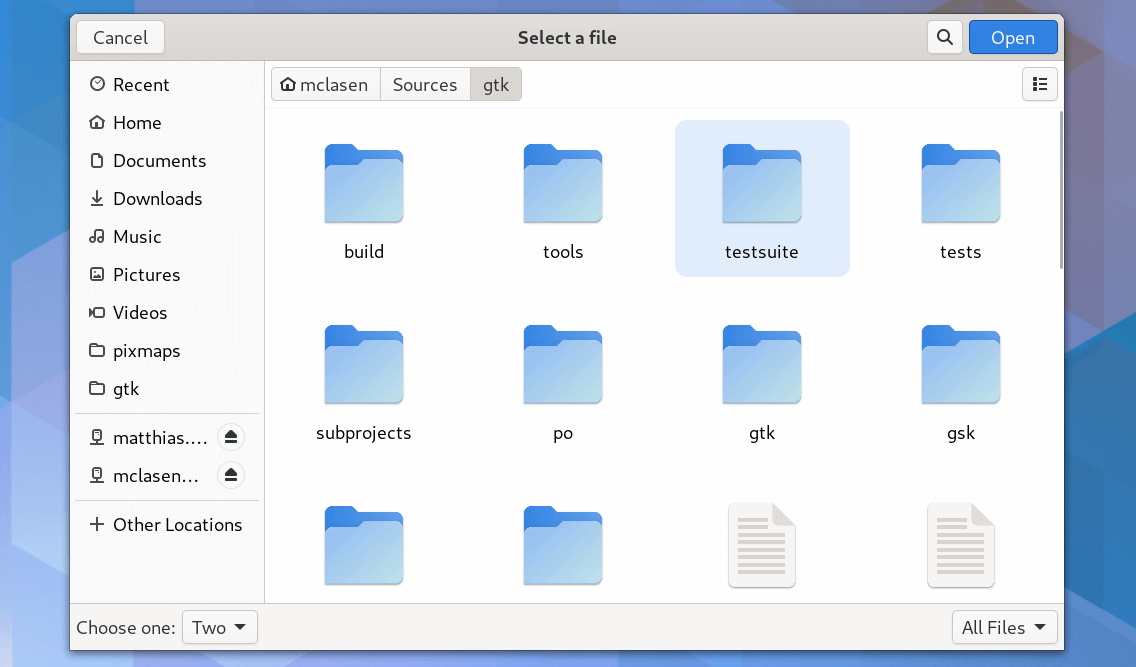 Cancel
Select a file
Open
Recent
Home
Documents
Downloads
Music
Pictures
Videos
pixmaps
gtk
matthias....
mclasen...
Other Locations
mclasen
Sources
gtk
build
tools
testsuite
tests
subprojects
po
gtk
gsk
Choose one:
Two
All Files